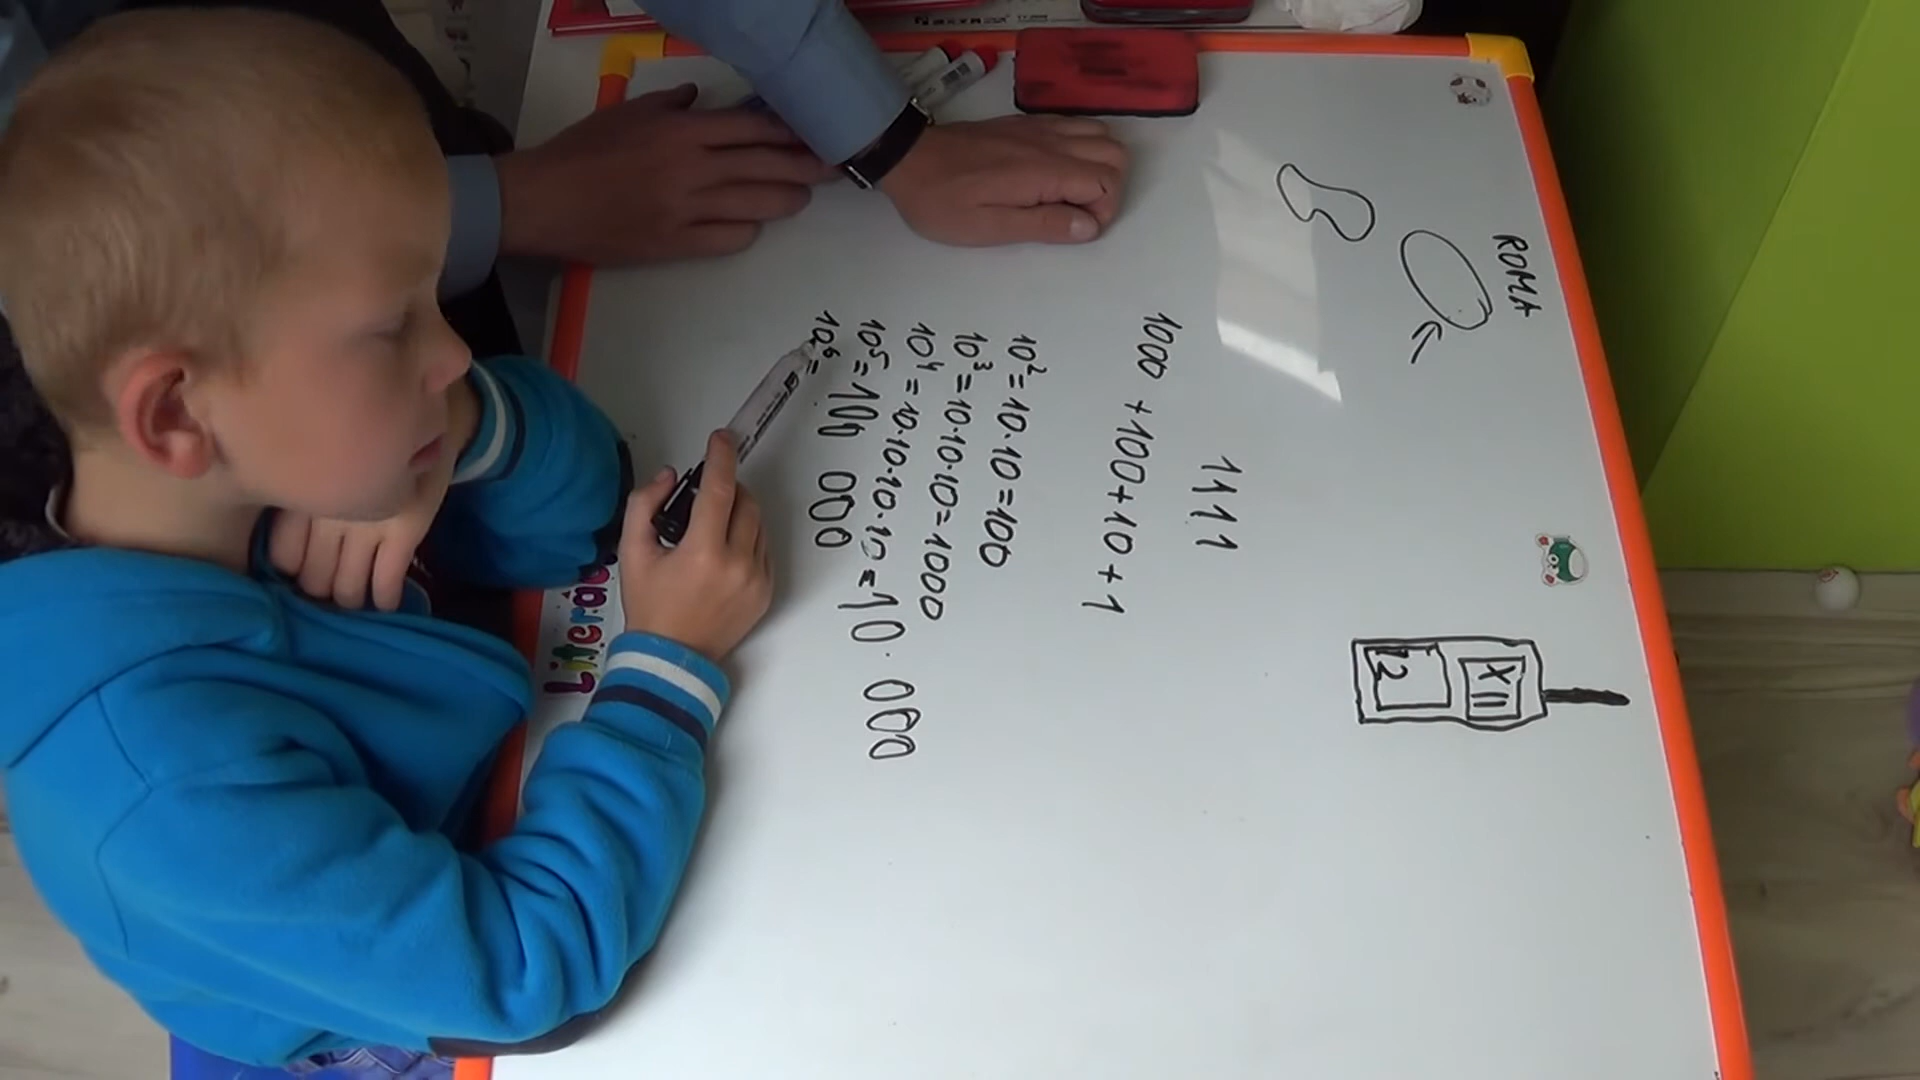 ROMA
XII
1111
1000 + 100 + 10 + 1
10² = 10·10 = 100
10³ = 10·10·10 = 1000
10⁴ = 10·10·10·10 = 10·000
10⁵ = 100 000
10⁶ =